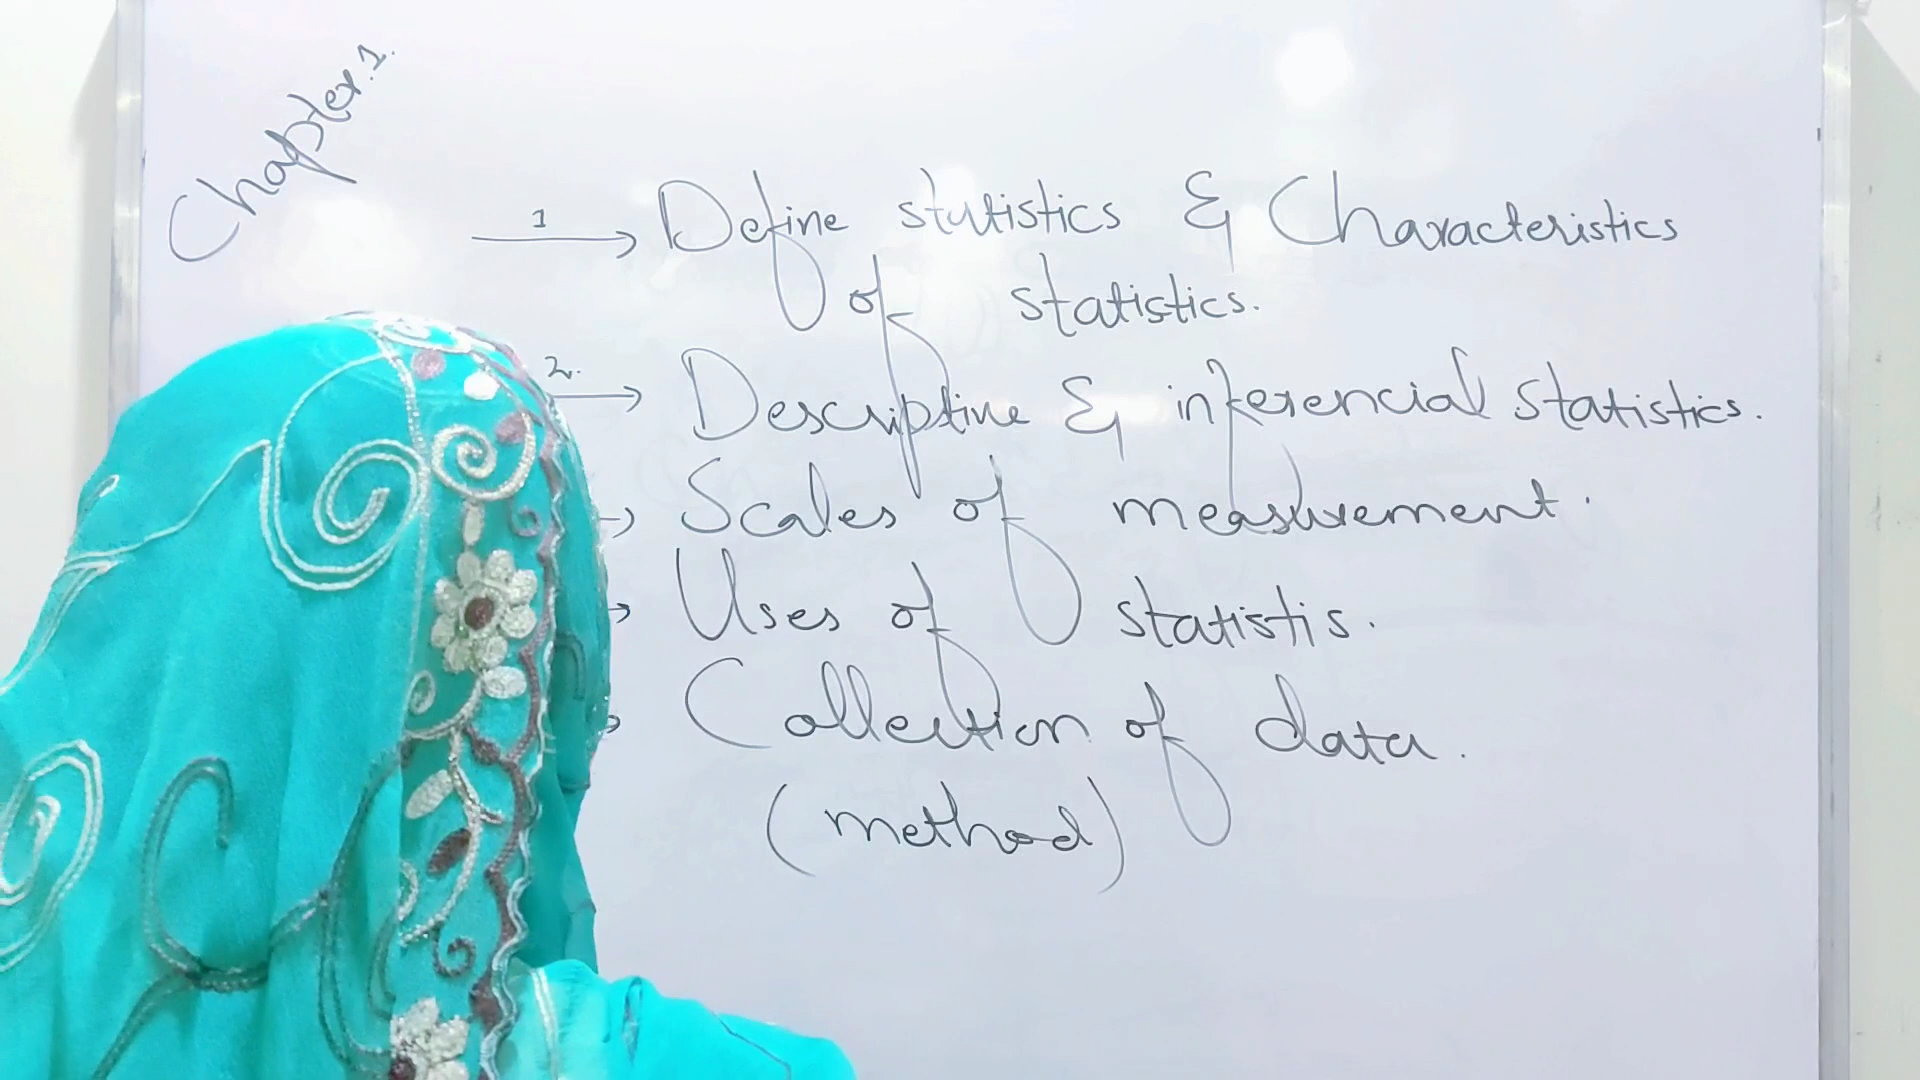 Chapter.1.
1 → Define statistics & Characteristics
of statistics.
2. → Descriptive & inferencial statistics.
→ Scales of measurement.
→ Uses of statistis.
→ Collection of data.
(method)